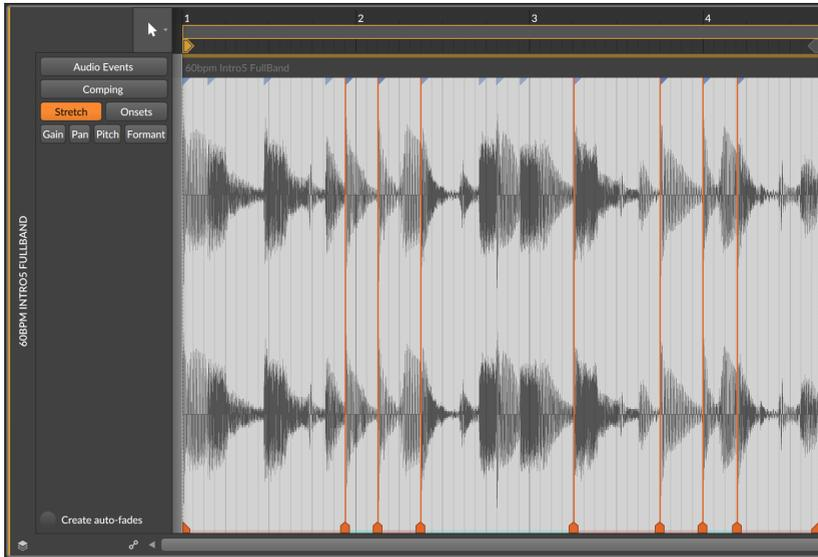 1 2 3 4
60bpm Intro5 FullBand
Audio Events
Comping
Stretch Onsets
Gain Pan Pitch Formant
60BPM INTRO5 FULLBAND
Create auto-fades